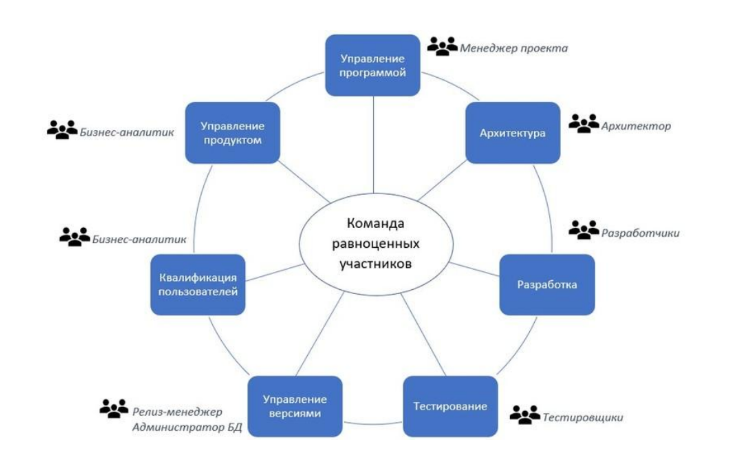 Управление
программой
Менеджер проекта
Бизнес-аналитик
Управление
продуктом
Архитектура
Архитектор
Команда
равноценных
участников
Бизнес-аналитик
Разработчики
Квалификация
пользователей
Разработка
Релиз-менеджер
Администратор БД
Управление
версиями
Тестирование
Тестировщики